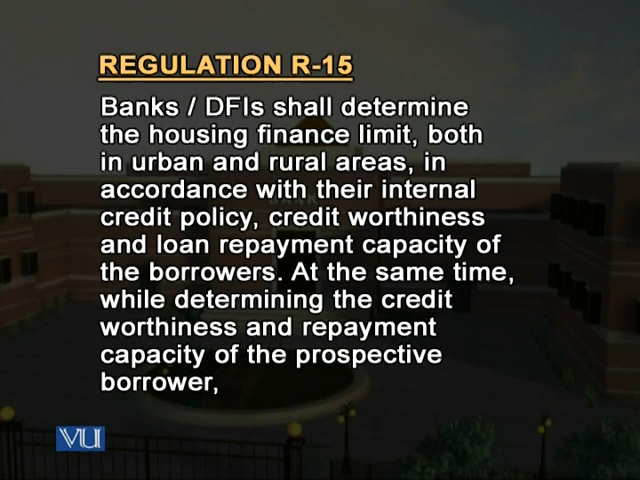 REGULATION R-15
Banks / DFIs shall determine
the housing finance limit, both
in urban and rural areas, in
accordance with their internal
credit policy, credit worthiness
and loan repayment capacity of
the borrowers. At the same time,
while determining the credit
worthiness and repayment
capacity of the prospective
borrower,
VU